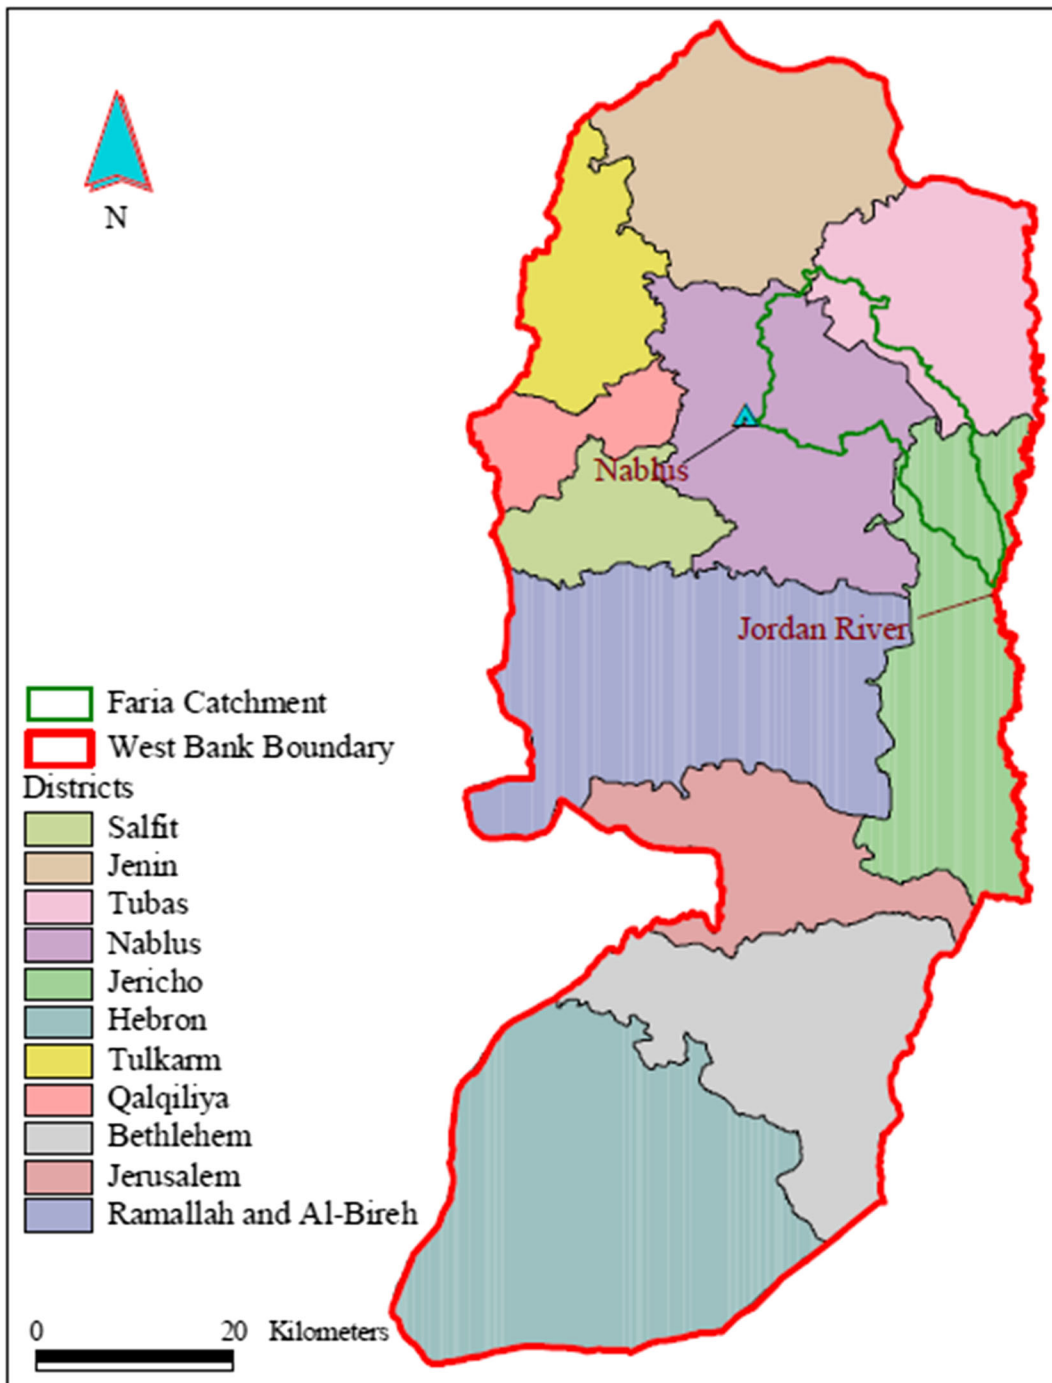 N
Nablus
Jordan River
Faria Catchment
West Bank Boundary
Districts
Salfit
Jenin
Tubas
Nablus
Jericho
Hebron
Tulkarm
Qalqiliya
Bethlehem
Jerusalem
Ramallah and Al-Bireh
0 20 Kilometers